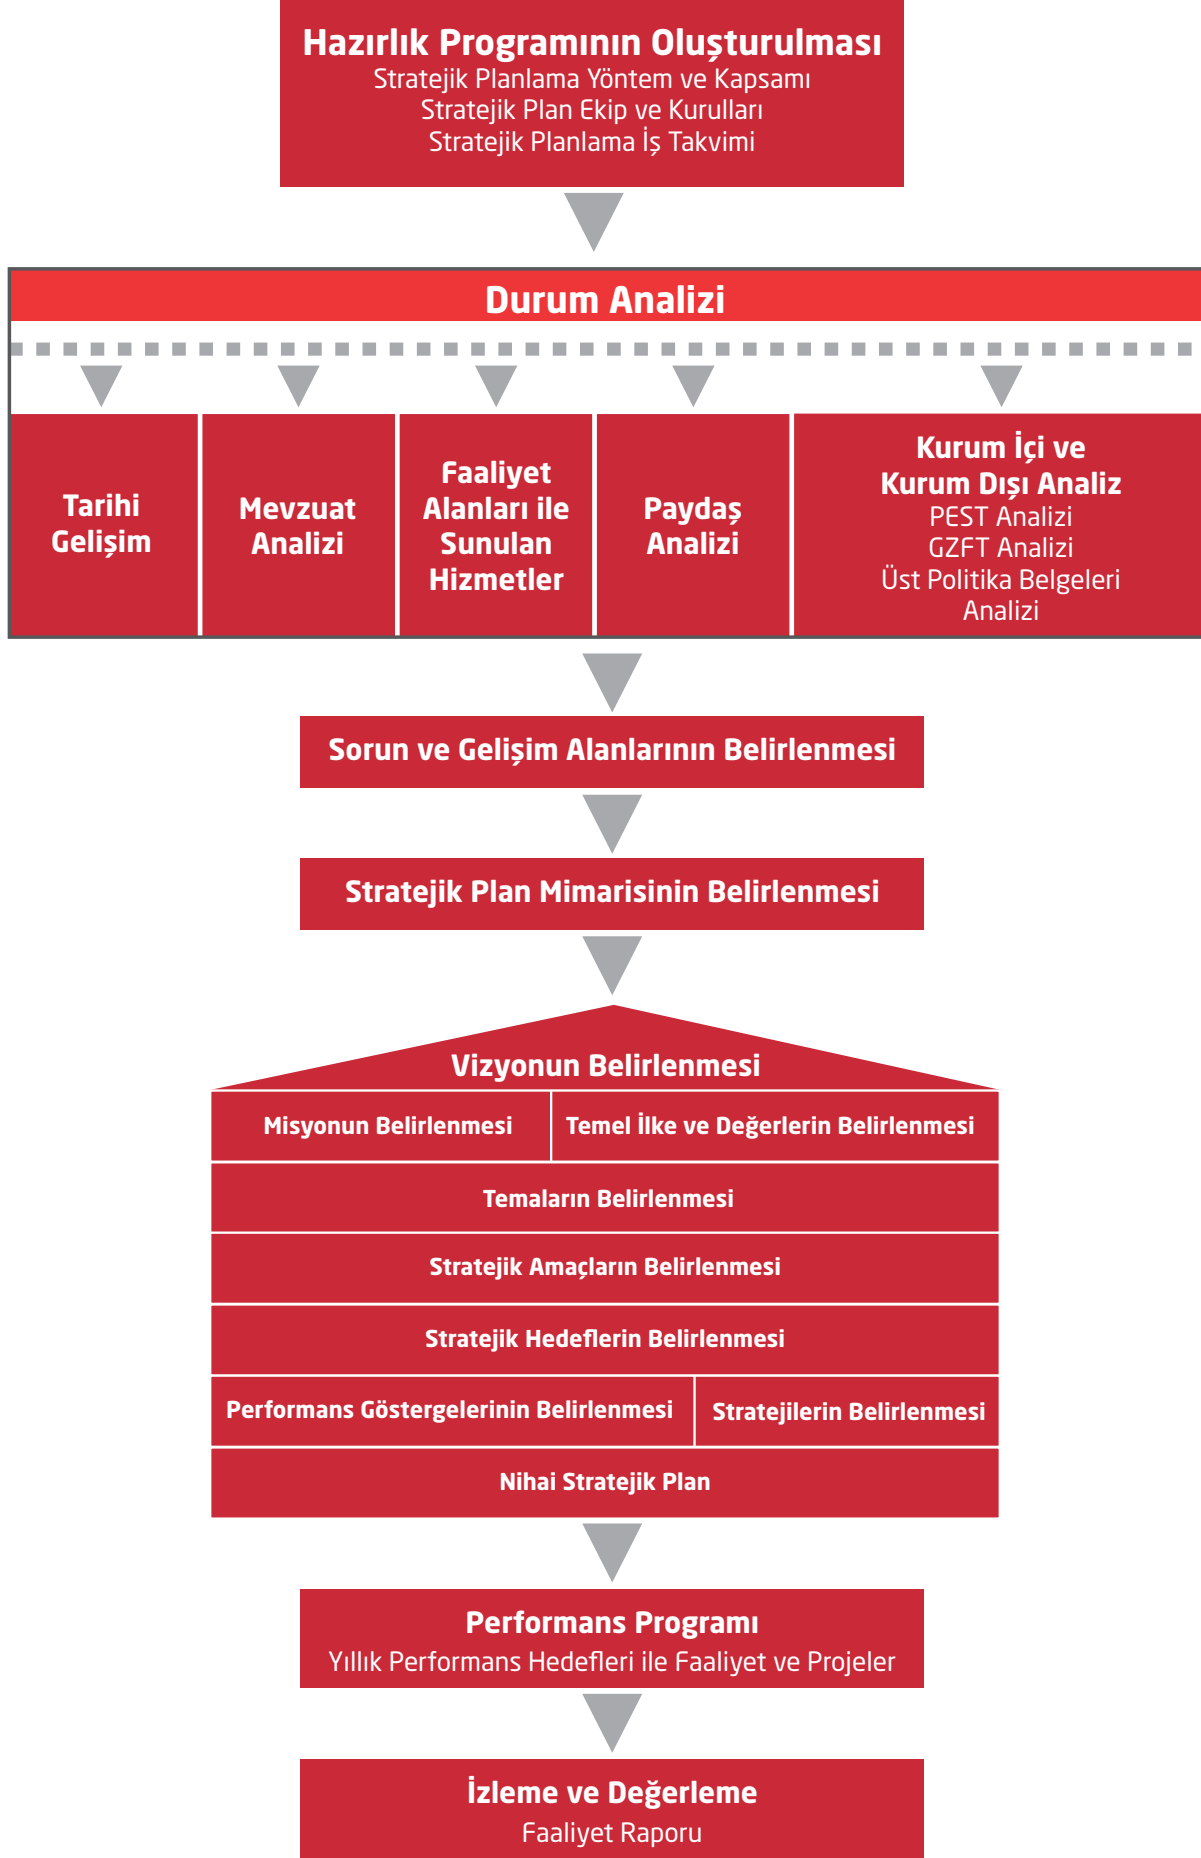 Hazırlık Programının Oluşturulması
Stratejik Planlama Yöntem ve Kapsamı
Stratejik Plan Ekip ve Kurulları
Stratejik Planlama İş Takvimi
Durum Analizi
Tarihi
Gelişim
Mevzuat
Analizi
Faaliyet
Alanları ile
Sunulan
Hizmetler
Paydaş
Analizi
Kurum İçi ve
Kurum Dışı Analiz
PEST Analizi
GZFT Analizi
Üst Politika Belgeleri
Analizi
Sorun ve Gelişim Alanlarının Belirlenmesi
Stratejik Plan Mimarisinin Belirlenmesi
Vizyonun Belirlenmesi
Misyonun Belirlenmesi
Temel İlke ve Değerlerin Belirlenmesi
Temaların Belirlenmesi
Stratejik Amaçların Belirlenmesi
Stratejik Hedeflerin Belirlenmesi
Performans Göstergelerinin Belirlenmesi
Stratejilerin Belirlenmesi
Nihai Stratejik Plan
Performans Programı
Yıllık Performans Hedefleri ile Faaliyet ve Projeler
İzleme ve Değerleme
Faaliyet Raporu